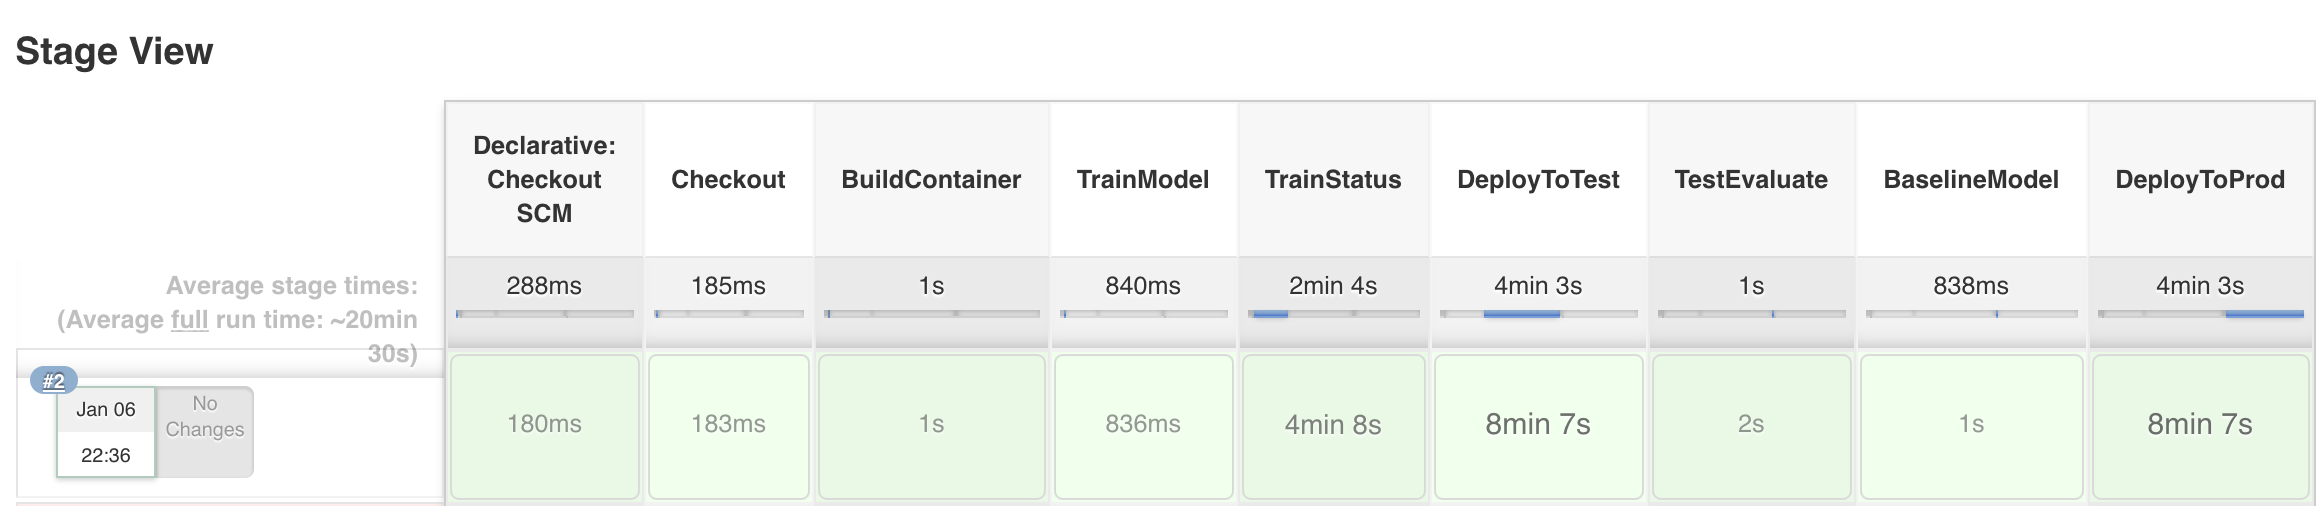 Stage View
Declarative:
Checkout
SCM
Checkout
BuildContainer
TrainModel
TrainStatus
DeployToTest
TestEvaluate
BaselineModel
DeployToProd
Average stage times:
(Average full run time: ~20min
30s)
288ms
185ms
1s
840ms
2min 4s
4min 3s
1s
838ms
4min 3s
#2
Jan 06
22:36
No
Changes
180ms
183ms
1s
836ms
4min 8s
8min 7s
2s
1s
8min 7s